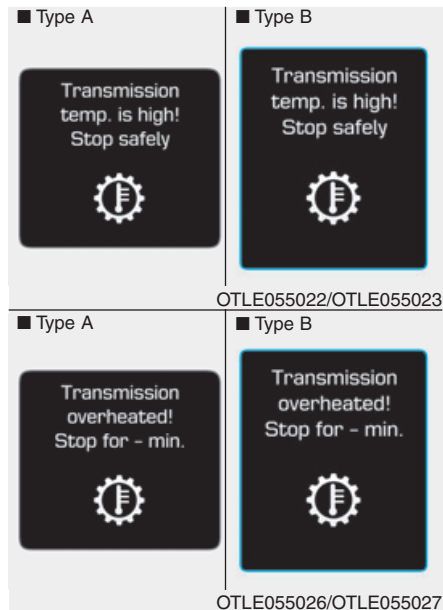 ■ Type A
Transmission
temp. is high!
Stop safely
■ Type B
Transmission
temp. is high!
Stop safely
OTLE055022/OTLE055023
■ Type A
Transmission
overheated!
Stop for - min.
■ Type B
Transmission
overheated!
Stop for - min.
OTLE055026/OTLE055027